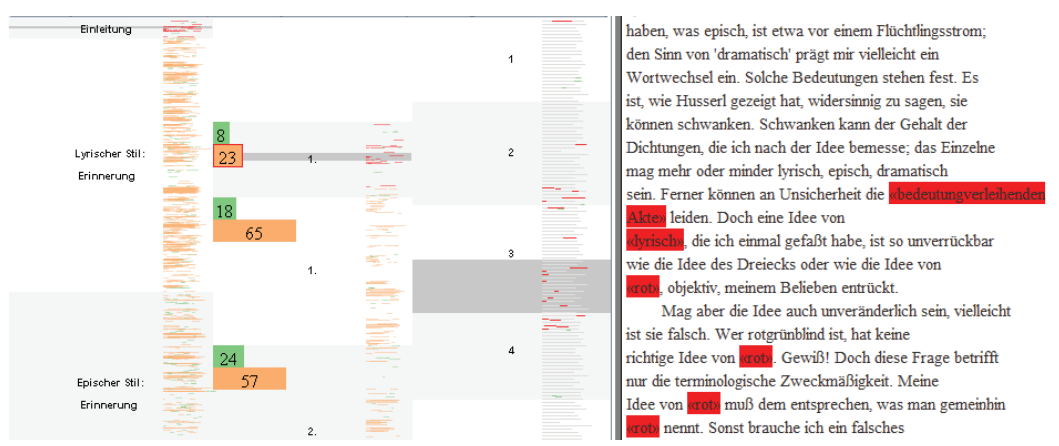 Einleitung
Lyrischer Stil:
Erinnerung
Epischer Stil:
Erinnerung
8
23
18
65
24
57
1.
1.
2.
1
2
3
4
haben, was episch, ist etwa vor einem Flüchtlingsstrom;
den Sinn von 'dramatisch' prägt mir vielleicht ein
Wortwechsel ein. Solche Bedeutungen stehen fest. Es
ist, wie Husserl gezeigt hat, widersinnig zu sagen, sie
können schwanken. Schwanken kann der Gehalt der
Dichtungen, die ich nach der Idee bemesse; das Einzelne
mag mehr oder minder lyrisch, episch, dramatisch
sein. Ferner können an Unsicherheit die «bedeutungverleihenden
Akte» leiden. Doch eine Idee von
«lyrisch», die ich einmal gefaßt habe, ist so unverrückbar
wie die Idee des Dreiecks oder wie die Idee von
«rot», objektiv, meinem Belieben entrückt.
Mag aber die Idee auch unveränderlich sein, vielleicht
ist sie falsch. Wer rotgrünblind ist, hat keine
richtige Idee von «rot». Gewiß! Doch diese Frage betrifft
nur die terminologische Zweckmäßigkeit. Meine
Idee von «rot» muß dem entsprechen, was man gemeinhin
«rot» nennt. Sonst brauche ich ein falsches